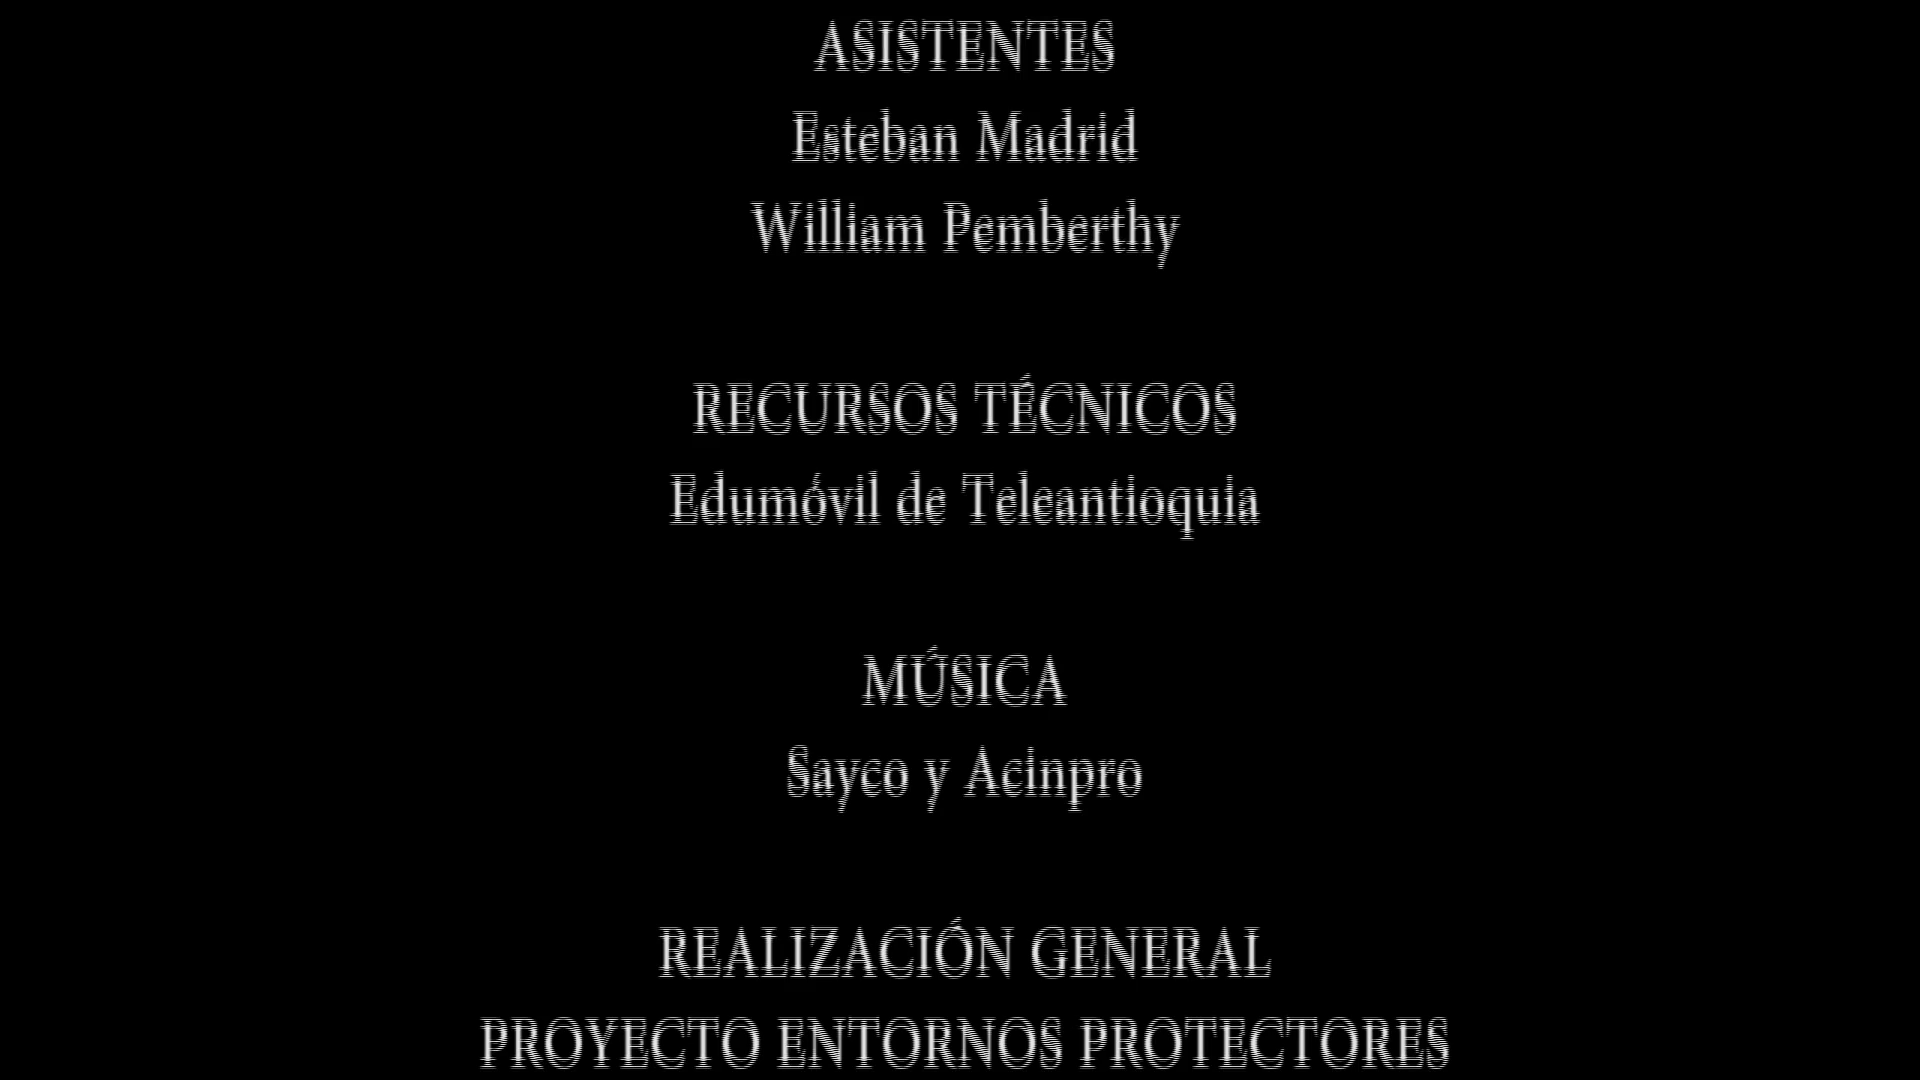 ASISTENTES
Esteban Madrid
William Pemberthy
RECURSOS TÉCNICOS
Edumóvil de Teleantioquia
MÚSICA
Sayco y Acinpro
REALIZACIÓN GENERAL
PROYECTO ENTORNOS PROTECTORES